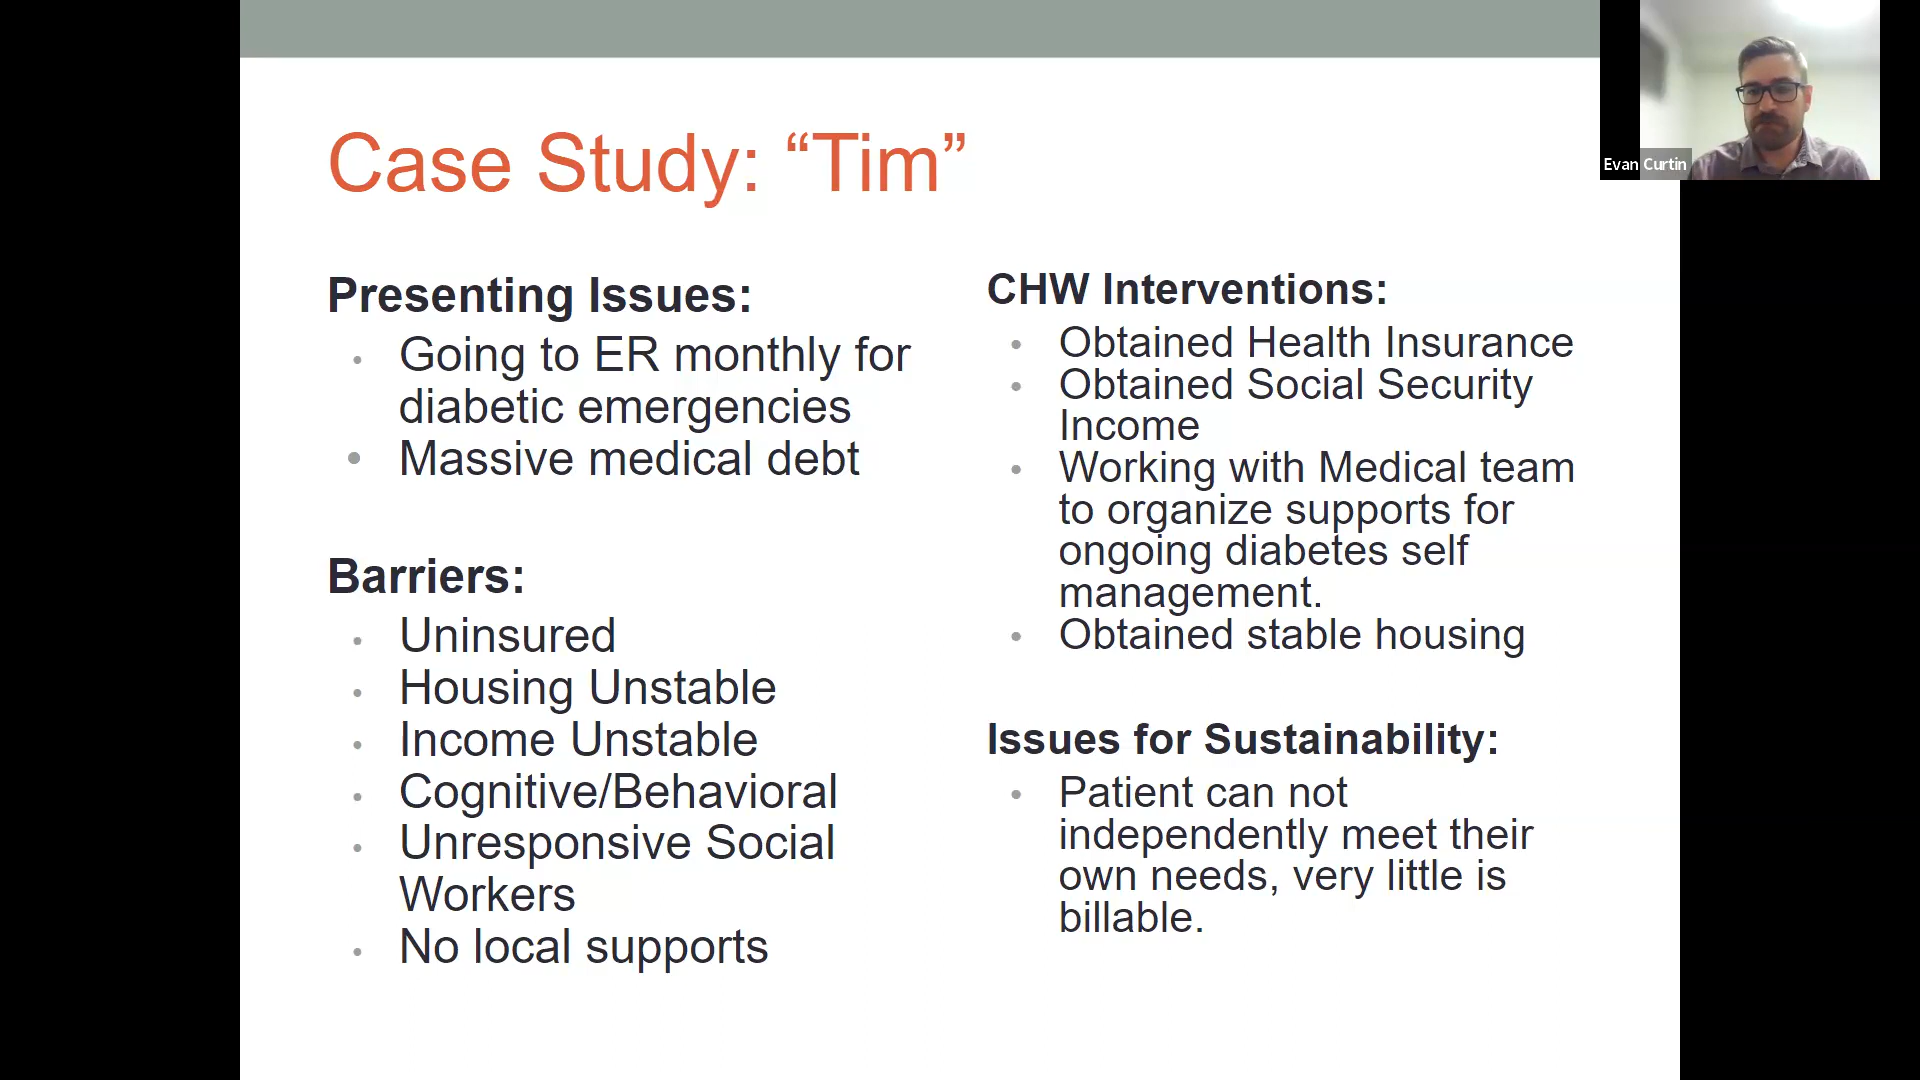 Case Study: “Tim”
Presenting Issues:
Going to ER monthly for
diabetic emergencies
Massive medical debt
Barriers:
Uninsured
Housing Unstable
Income Unstable
Cognitive/Behavioral
Unresponsive Social
Workers
No local supports
CHW Interventions:
Obtained Health Insurance
Obtained Social Security
Income
Working with Medical team
to organize supports for
ongoing diabetes self
management.
Obtained stable housing
Issues for Sustainability:
Patient can not
independently meet their
own needs, very little is
billable.
Evan Curtin